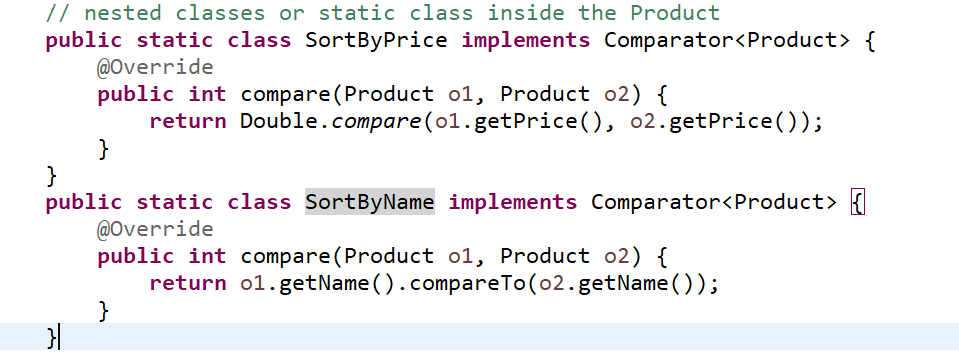 // nested classes or static class inside the Product
public static class SortByPrice implements Comparator<Product> {
@Override
public int compare(Product o1, Product o2) {
return Double.compare(o1.getPrice(), o2.getPrice());
}
}
public static class SortByName implements Comparator<Product> {
@Override
public int compare(Product o1, Product o2) {
return o1.getName().compareTo(o2.getName());
}
}